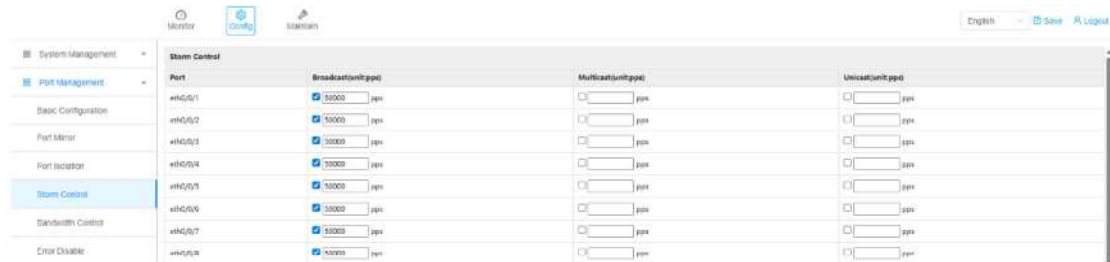 Monitor
Config
Maintain
English
Save
Logout
System Management
Port Management
Basic Configuration
Port Mirror
Port Isolation
Storm Control
Bandwidth Control
Error Disable
Storm Control
Port Broadcast(unit:pps) Multicast(unit:pps) Unicast(unit:pps)
eth0/0/1 50000 pps pps pps
eth0/0/2 50000 pps pps pps
eth0/0/3 50000 pps pps pps
eth0/0/4 50000 pps pps pps
eth0/0/5 50000 pps pps pps
eth0/0/6 50000 pps pps pps
eth0/0/7 50000 pps pps pps
eth0/0/8 50000 pps pps pps